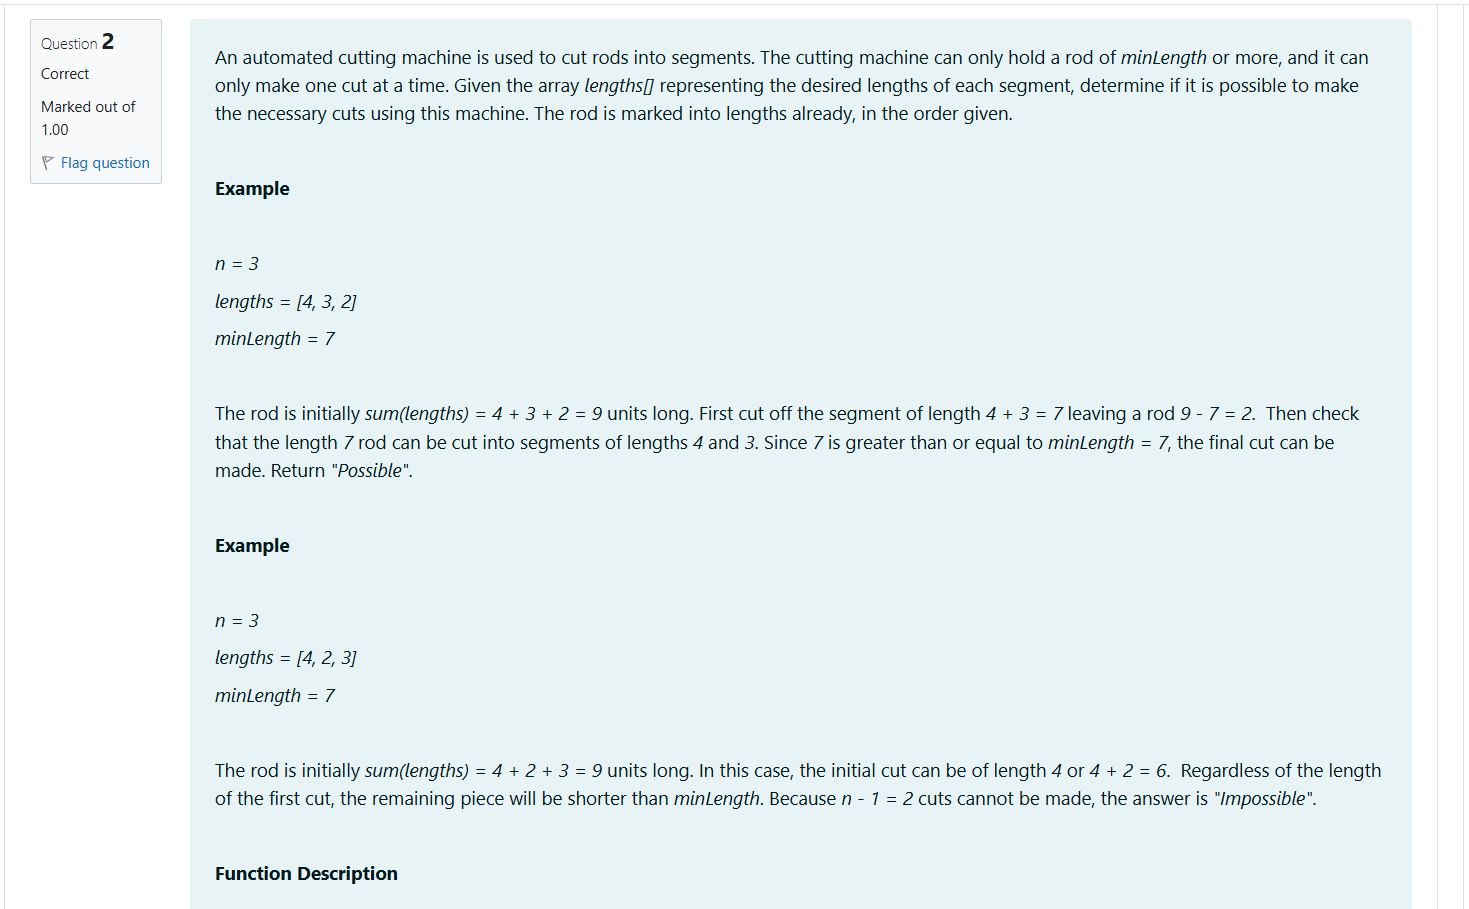 Question 2
Correct
Marked out of
1.00
Flag question
An automated cutting machine is used to cut rods into segments. The cutting machine can only hold a rod of minLength or more, and it can
only make one cut at a time. Given the array lengths[] representing the desired lengths of each segment, determine if it is possible to make
the necessary cuts using this machine. The rod is marked into lengths already, in the order given.
Example
n = 3
lengths = [4, 3, 2]
minLength = 7
The rod is initially sum(lengths) = 4 + 3 + 2 = 9 units long. First cut off the segment of length 4 + 3 = 7 leaving a rod 9 - 7 = 2. Then check
that the length 7 rod can be cut into segments of lengths 4 and 3. Since 7 is greater than or equal to minLength = 7, the final cut can be
made. Return "Possible".
Example
n = 3
lengths = [4, 2, 3]
minLength = 7
The rod is initially sum(lengths) = 4 + 2 + 3 = 9 units long. In this case, the initial cut can be of length 4 or 4 + 2 = 6. Regardless of the length
of the first cut, the remaining piece will be shorter than minLength. Because n - 1 = 2 cuts cannot be made, the answer is "Impossible".
Function Description